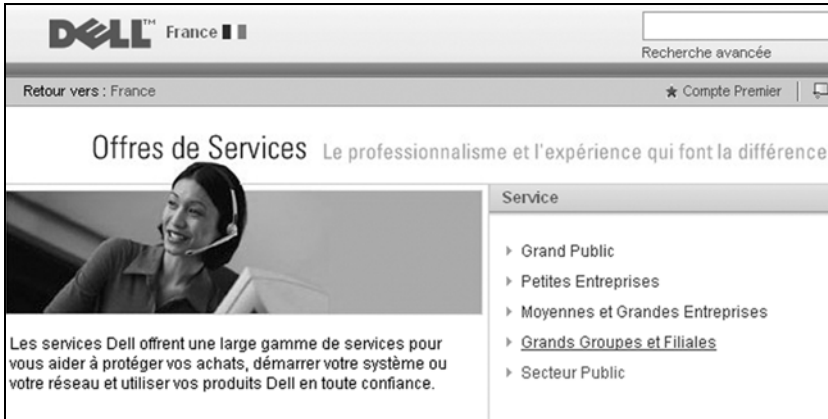 DELL™ France
Recherche avancée
Retour vers : France
Compte Premier
Offres de Services Le professionnalisme et l'expérience qui font la différence
Service
Grand Public
Petites Entreprises
Moyennes et Grandes Entreprises
Grands Groupes et Filiales
Secteur Public
Les services Dell offrent une large gamme de services pour
vous aider à protéger vos achats, démarrer votre système ou
votre réseau et utiliser vos produits Dell en toute confiance.